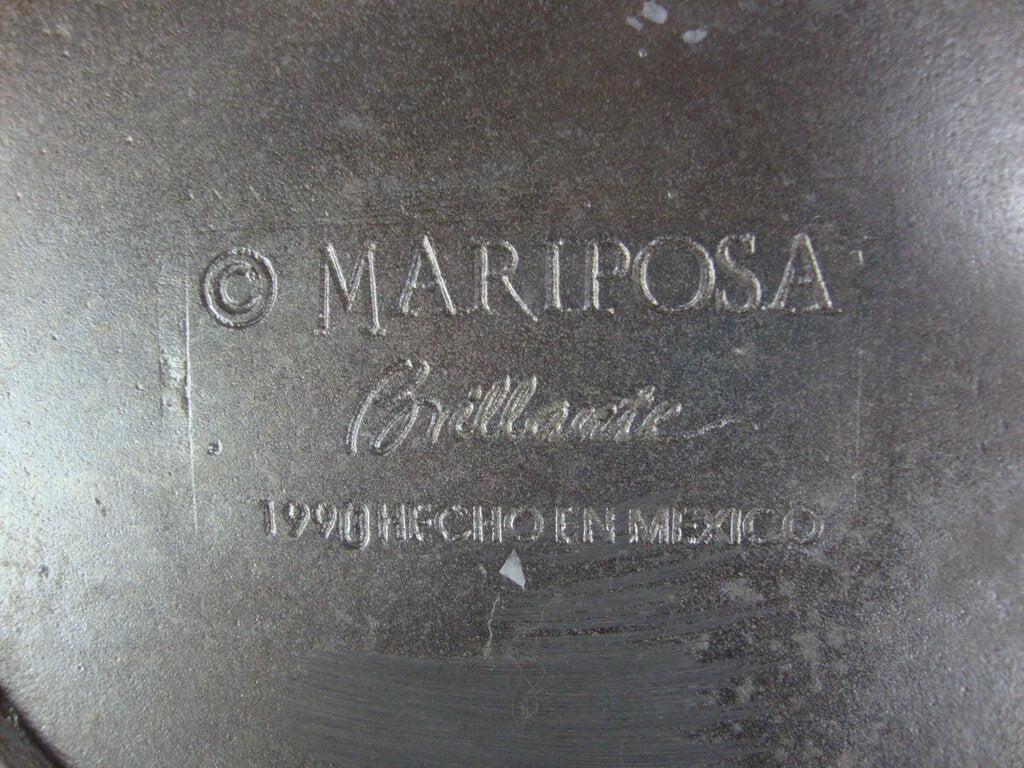 © MARIPOSA
Brillante
1990 HECHO EN MEXICO